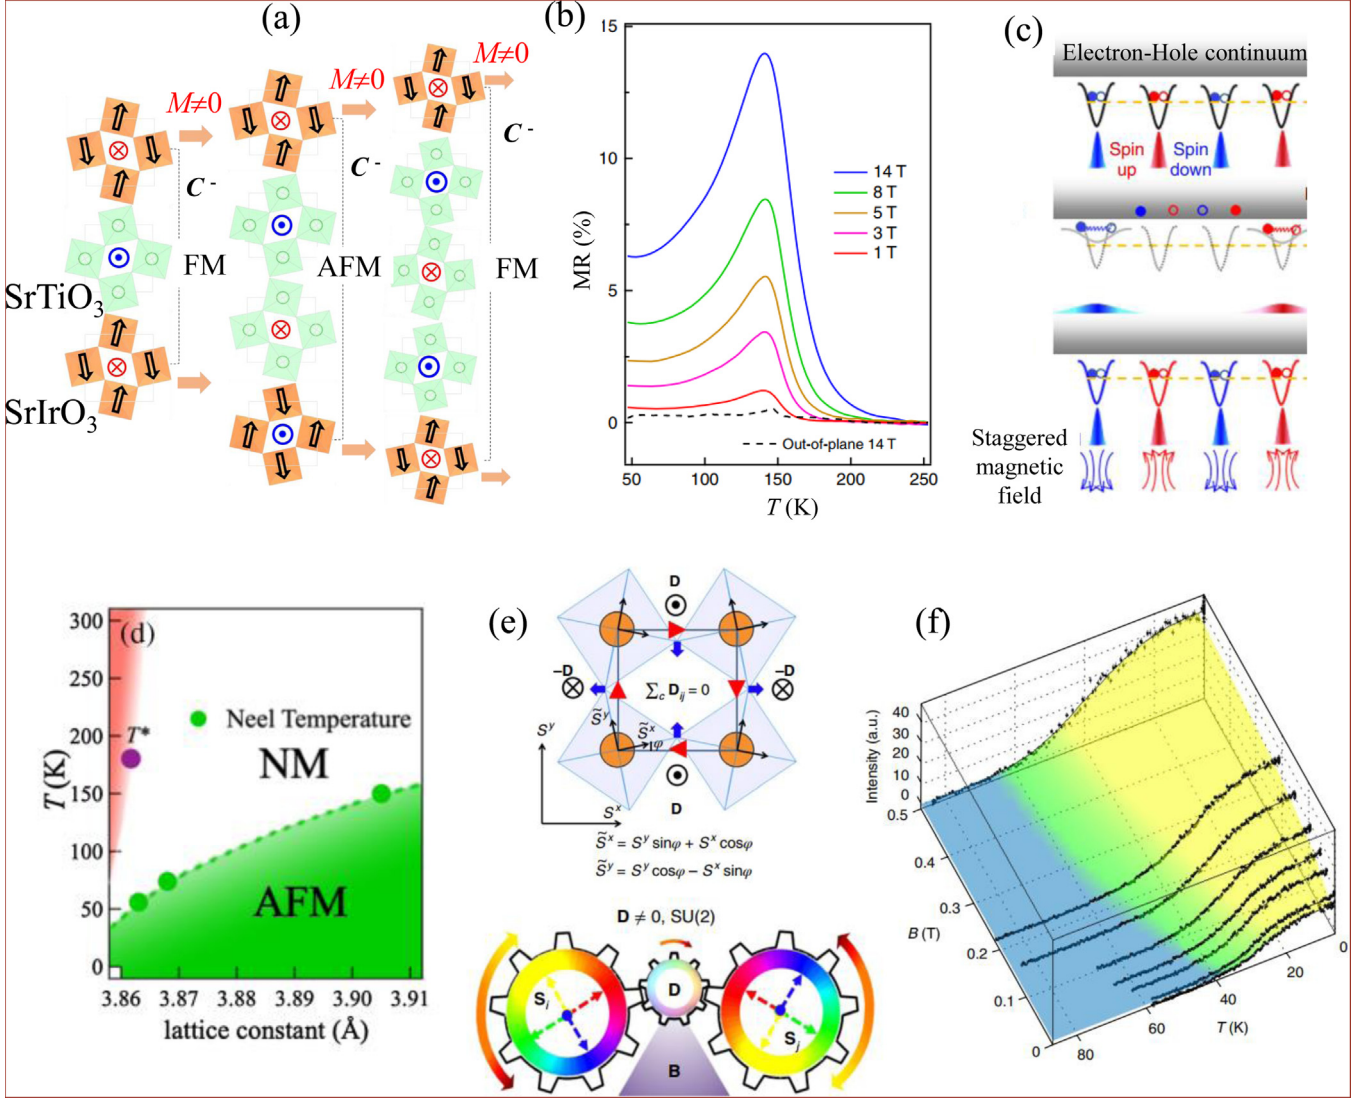 (a)
M≠0
M≠0
M≠0
C -
C -
C -
FM
AFM
FM
SrTiO3
SrIrO3
(b)
15
10
5
0
MR (%)
14 T
8 T
5 T
3 T
1 T
Out-of-plane 14 T
50
100
150
200
250
T (K)
(c)
Electron-Hole continuum
Spin up
Spin down
Staggered
magnetic
field
(d)
300
250
200
150
100
50
0
T (K)
T*
Neel Temperature
NM
AFM
3.86
3.87
3.88
3.89
3.90
3.91
lattice constant (Å)
(e)
D
–D
–D
∑c Dij = 0
S̃y
S̃x
φ
Sy
Sx
D
S̃x = Sy sinφ + Sx cosφ
S̃y = Sy cosφ – Sx sinφ
D ≠ 0, SU(2)
Si
D
Sj
B
(f)
Intensity (a.u.)
40
30
20
10
0
0.5
0.4
0.3
0.2
0.1
0
B (T)
80
60
40
20
0
T (K)